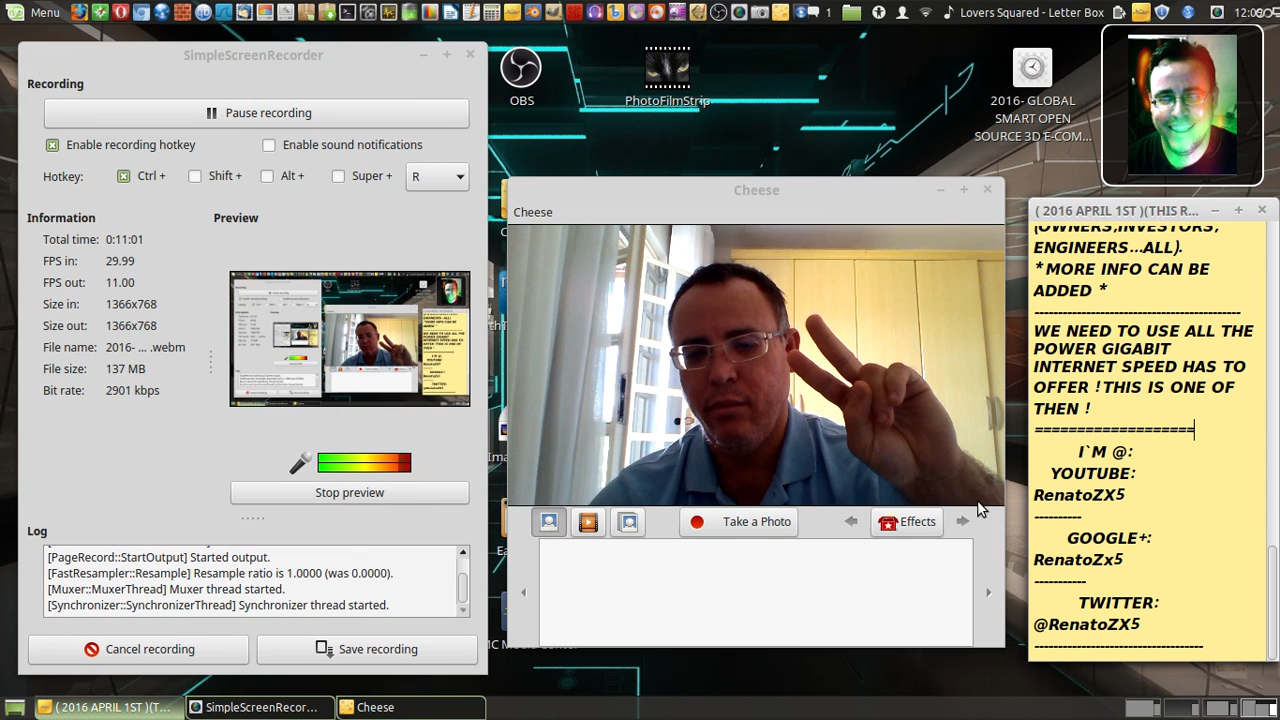 Menu
1
Lovers Squared - Letter Box
SimpleScreenRecorder
Recording
Pause recording
Enable recording hotkey
Enable sound notifications
Hotkey:
Ctrl +
Shift +
Alt +
Super +
R
Information
Preview
Total time: 0:11:01
FPS in: 29.99
FPS out: 11.00
Size in: 1366x768
Size out: 1366x768
File name: 2016- ... .webm
File size: 137 MB
Bit rate: 2901 kbps
Stop preview
Log
[PageRecord::StartOutput] Started output.
[FastResampler::Resample] Resample ratio is 1.0000 (was 0.0000).
[Muxer::MuxerThread] Muxer thread started.
[Synchronizer::SynchronizerThread] Synchronizer thread started.
Cancel recording
Save recording
OBS
PhotoFilmStrip
2016- GLOBAL
SMART OPEN
SOURCE 3D E-COM...
Cheese
Cheese
Take a Photo
Effects
( 2016 APRIL 1ST )(THIS R...
(OWNERS,INVESTORS,
ENGINEERS...ALL).
*MORE INFO CAN BE
ADDED *
-------------------------------------------
WE NEED TO USE ALL THE
POWER GIGABIT
INTERNET SPEED HAS TO
OFFER !THIS IS ONE OF
THEN !
===================
I`M @:
YOUTUBE:
RenatoZX5
----------
GOOGLE+:
RenatoZx5
-----------
TWITTER:
@RenatoZX5
-----------------------------------
( 2016 APRIL 1ST )(T...
SimpleScreenRecor...
Cheese